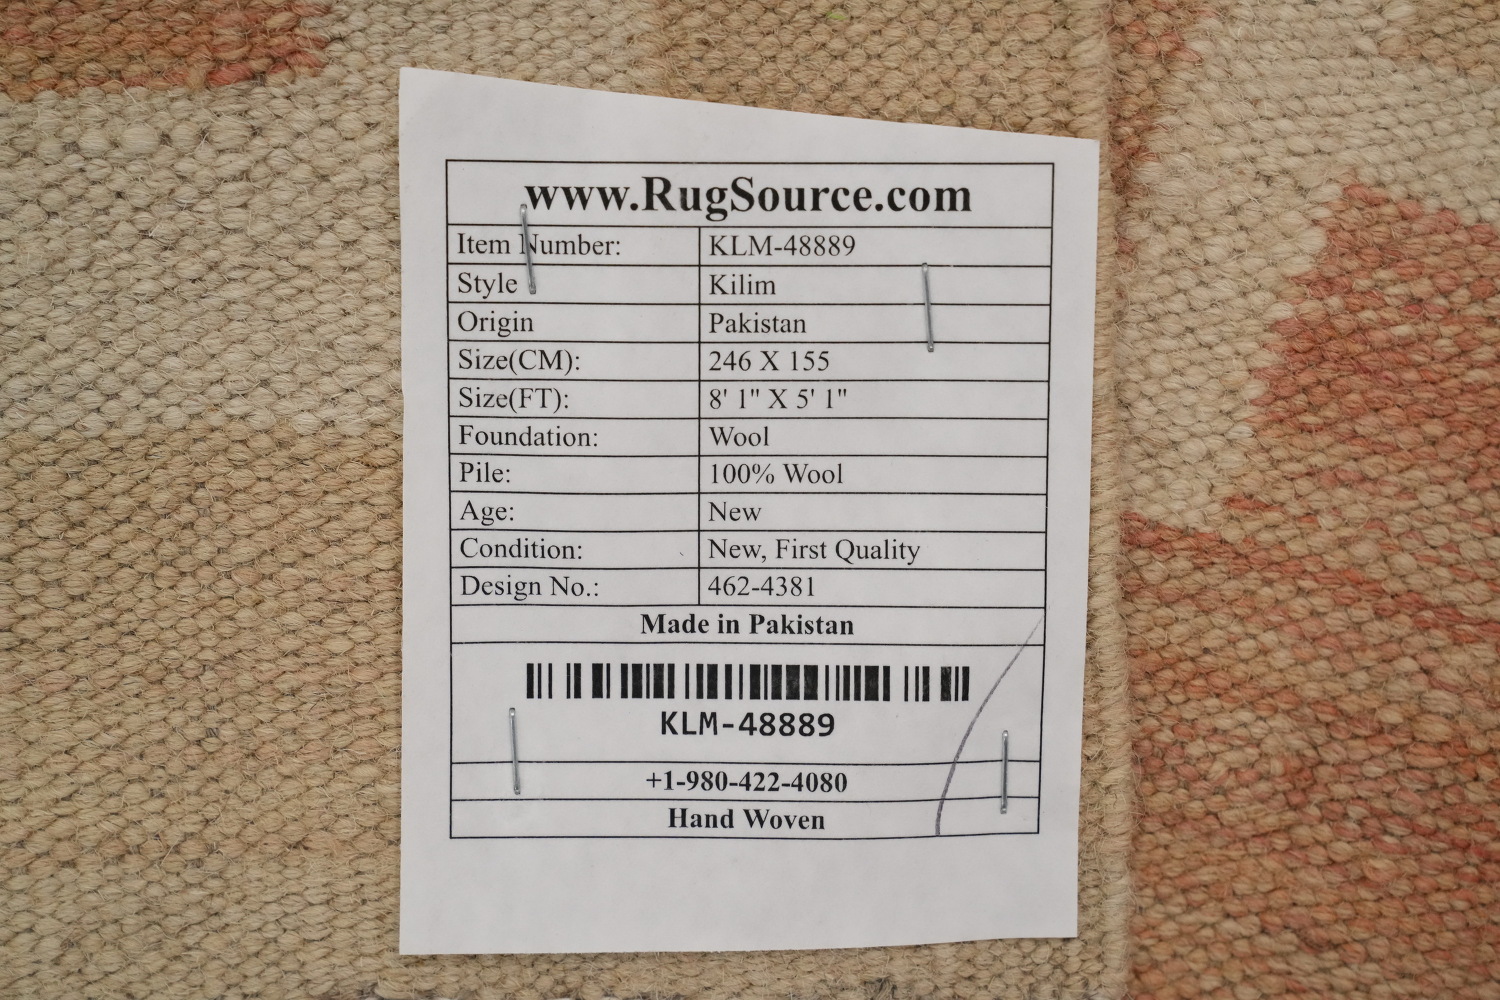 www.RugSource.com
Item Number: KLM-48889
Style Kilim
Origin Pakistan
Size(CM): 246 X 155
Size(FT): 8' 1" X 5' 1"
Foundation: Wool
Pile: 100% Wool
Age: New
Condition: New, First Quality
Design No.: 462-4381
Made in Pakistan
KLM-48889
+1-980-422-4080
Hand Woven